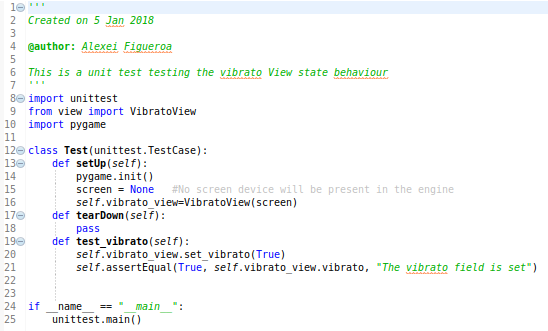 1 '''
2 Created on 5 Jan 2018
3
4 @author: Alexei Figueroa
5
6 This is a unit test testing the vibrato View state behaviour
7 '''
8 import unittest
9 from view import VibratoView
10 import pygame
11
12 class Test(unittest.TestCase):
13     def setUp(self):
14         pygame.init()
15         screen = None   #No screen device will be present in the engine
16         self.vibrato_view=VibratoView(screen)
17     def tearDown(self):
18         pass
19     def test_vibrato(self):
20         self.vibrato_view.set_vibrato(True)
21         self.assertEqual(True, self.vibrato_view.vibrato, "The vibrato field is set")
22
23
24 if __name__ == "__main__":
25     unittest.main()